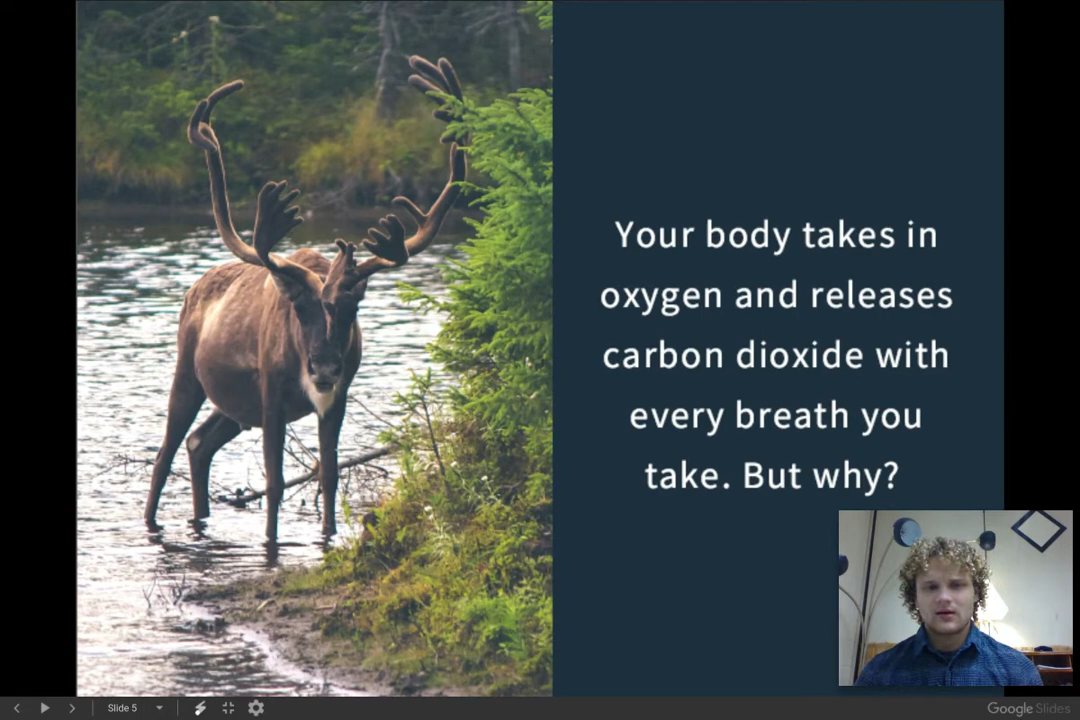 Your body takes in
oxygen and releases
carbon dioxide with
every breath you
take. But why?
Slide 5
Google Slides